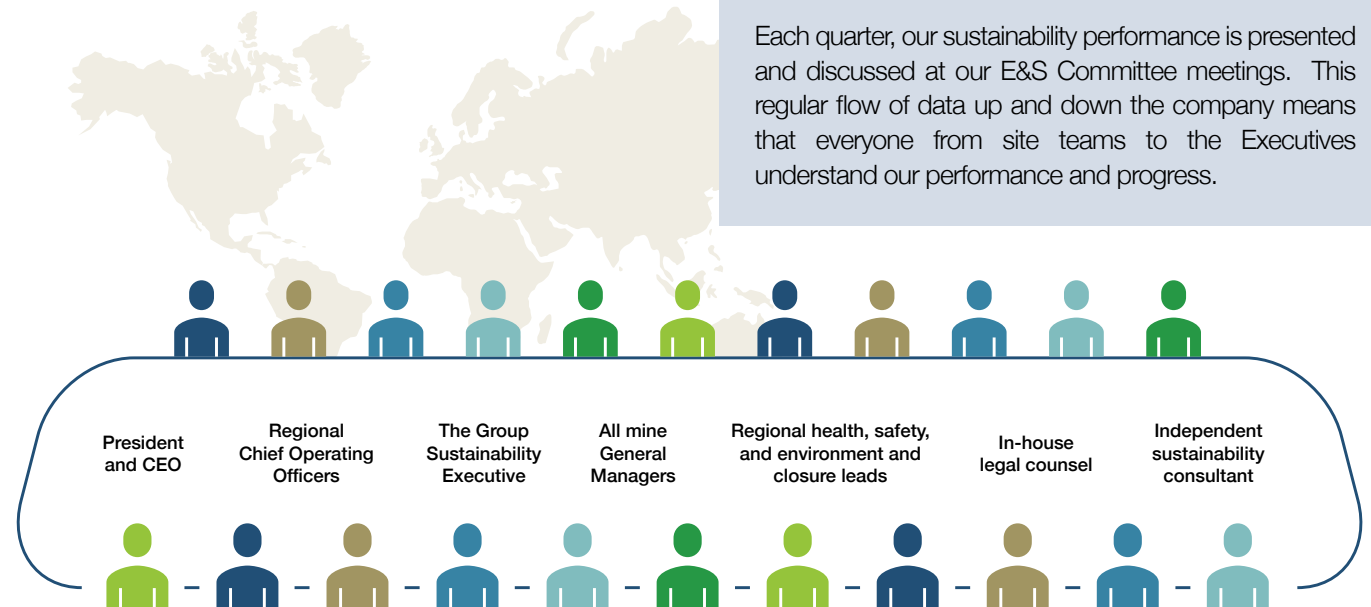 Each quarter, our sustainability performance is presented
and discussed at our E&S Committee meetings. This
regular flow of data up and down the company means
that everyone from site teams to the Executives
understand our performance and progress.
President
and CEO
Regional
Chief Operating
Officers
The Group
Sustainability
Executive
All mine
General
Managers
Regional health, safety,
and environment and
closure leads
In-house
legal counsel
Independent
sustainability
consultant